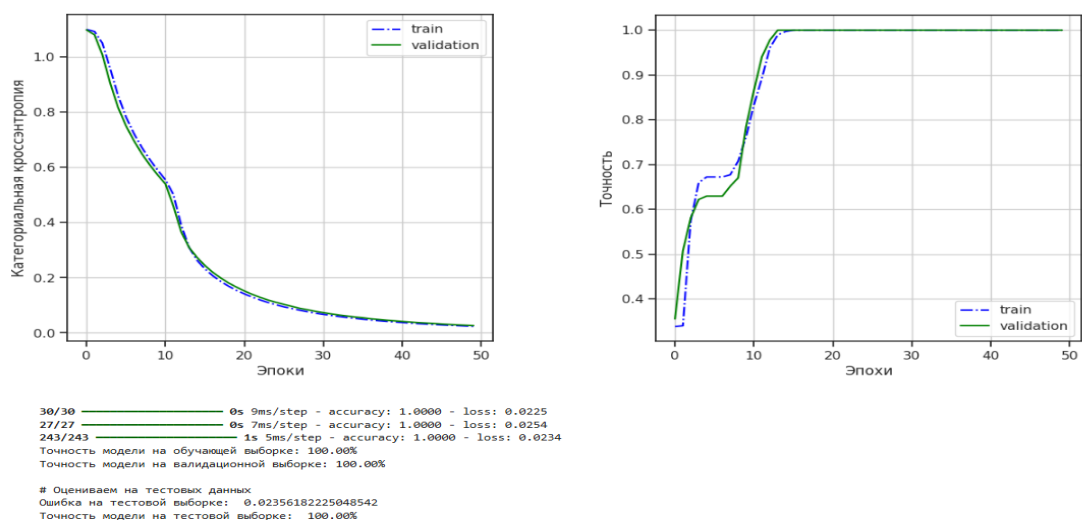 train
validation
1.0
0.8
0.6
0.4
0.2
0.0
Категориальная кроссэнтропия
0 10 20 30 40 50
Эпоки
1.0
0.9
0.8
0.7
0.6
0.5
0.4
Точность
train
validation
0 10 20 30 40 50
Эпохи
30/30 0s 9ms/step - accuracy: 1.0000 - loss: 0.0225
27/27 0s 7ms/step - accuracy: 1.0000 - loss: 0.0254
243/243 1s 5ms/step - accuracy: 1.0000 - loss: 0.0234
Точность модели на обучающей выборке: 100.00%
Точность модели на валидационной выборке: 100.00%
# Оцениваем на тестовых данных
Ошибка на тестовой выборке: 0.02356182225048542
Точность модели на тестовой выборке: 100.00%